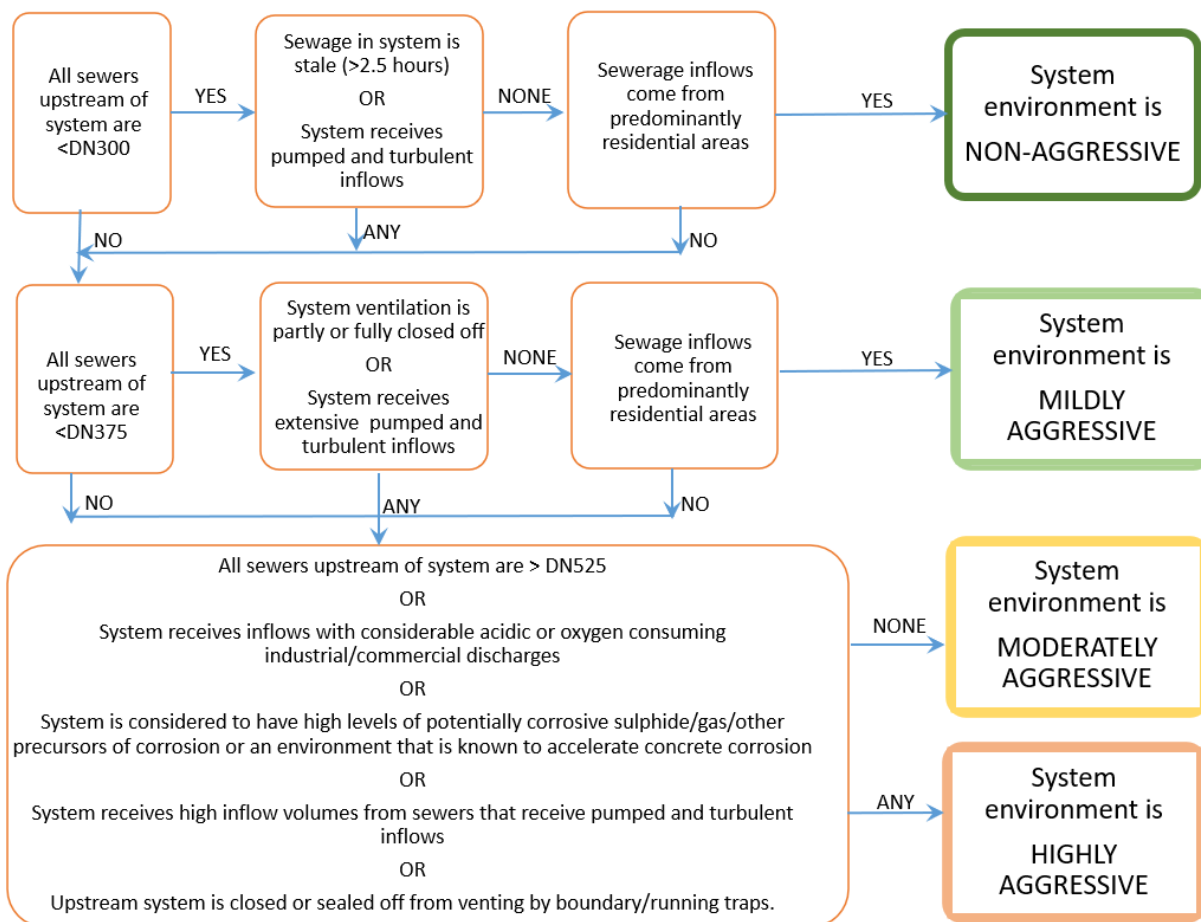 All sewers
upstream of
system are
<DN300
YES
Sewage in system is
stale (>2.5 hours)
OR
System receives
pumped and turbulent
inflows
NONE
Sewerage inflows
come from
predominantly
residential areas
YES
System
environment is
NON-AGGRESSIVE
NO
ANY
NO
All sewers
upstream of
system are
<DN375
YES
System ventilation is
partly or fully closed off
OR
System receives
extensive pumped and
turbulent inflows
NONE
Sewage inflows
come from
predominantly
residential areas
YES
System
environment is
MILDLY
AGGRESSIVE
NO
ANY
NO
All sewers upstream of system are > DN525
OR
System receives inflows with considerable acidic or oxygen consuming
industrial/commercial discharges
OR
System is considered to have high levels of potentially corrosive sulphide/gas/other
precursors of corrosion or an environment that is known to accelerate concrete corrosion
OR
System receives high inflow volumes from sewers that receive pumped and turbulent
inflows
OR
Upstream system is closed or sealed off from venting by boundary/running traps.
NONE
System
environment is
MODERATELY
AGGRESSIVE
ANY
System
environment is
HIGHLY
AGGRESSIVE